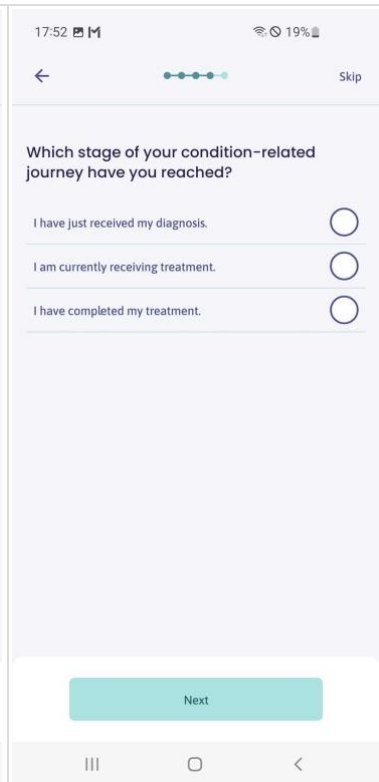 17:52 19%
Skip
Which stage of your condition-related
journey have you reached?
I have just received my diagnosis.
I am currently receiving treatment.
I have completed my treatment.
Next